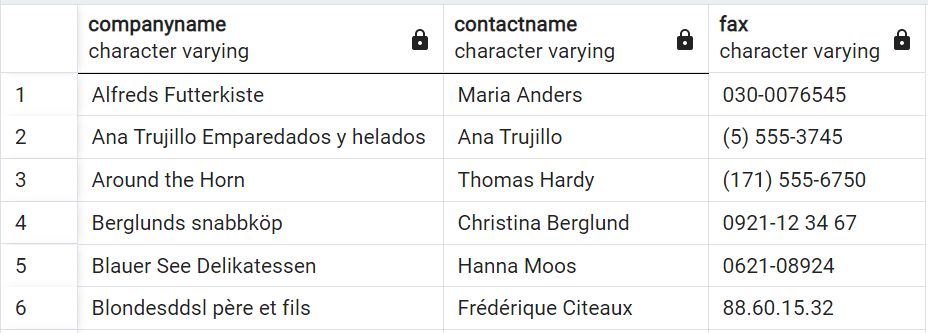 companyname contactname fax
character varying character varying character varying
1 Alfreds Futterkiste Maria Anders 030-0076545
2 Ana Trujillo Emparedados y helados Ana Trujillo (5) 555-3745
3 Around the Horn Thomas Hardy (171) 555-6750
4 Berglunds snabbköp Christina Berglund 0921-12 34 67
5 Blauer See Delikatessen Hanna Moos 0621-08924
6 Blondesddsl père et fils Frédérique Citeaux 88.60.15.32